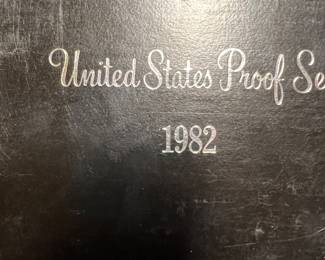 United States Proof Se
1982